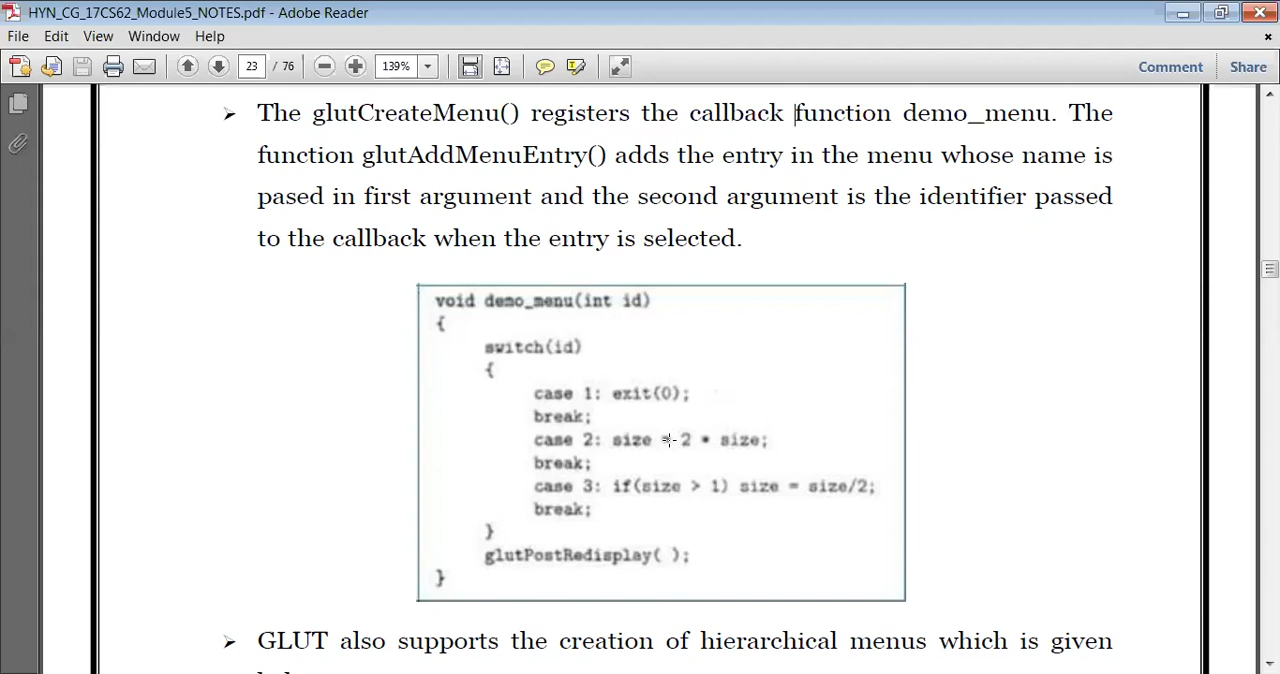 HYN_CG_17CS62_Module5_NOTES.pdf - Adobe Reader
File Edit View Window Help
23 / 76 139% Comment Share
➢ The glutCreateMenu() registers the callback function demo_menu. The
function glutAddMenuEntry() adds the entry in the menu whose name is
pased in first argument and the second argument is the identifier passed
to the callback when the entry is selected.
void demo_menu(int id)
{
switch(id)
{
case 1: exit(0);
break;
case 2: size = 2 * size;
break;
case 3: if(size > 1) size = size/2;
break;
}
glutPostRedisplay( );
}
➢ GLUT also supports the creation of hierarchical menus which is given